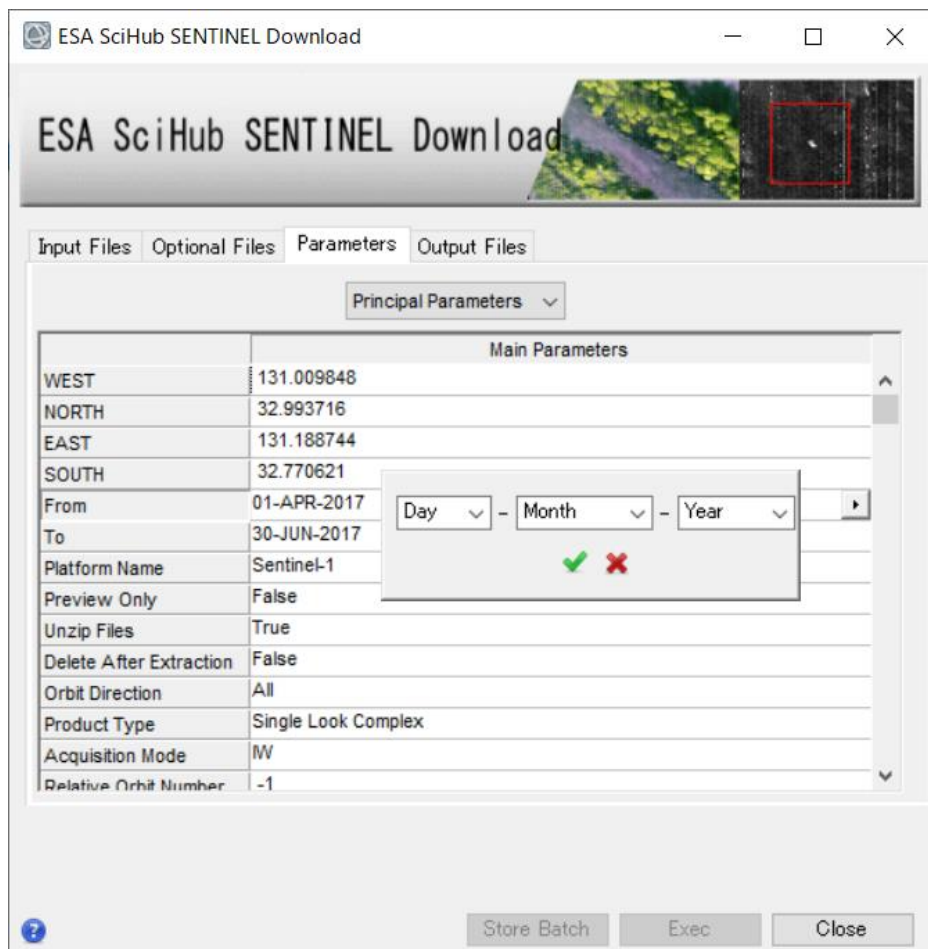 ESA SciHub SENTINEL Download
ESA SciHub SENTINEL Download
Input Files Optional Files Parameters Output Files
Principal Parameters
Main Parameters
WEST 131.009848
NORTH 32.993716
EAST 131.188744
SOUTH 32.770621
From 01-APR-2017
To 30-JUN-2017
Day - Month - Year
Platform Name Sentinel-1
Preview Only False
Unzip Files True
Delete After Extraction False
Orbit Direction All
Product Type Single Look Complex
Acquisition Mode IW
Relative Orbit Number -1
Store Batch Exec Close